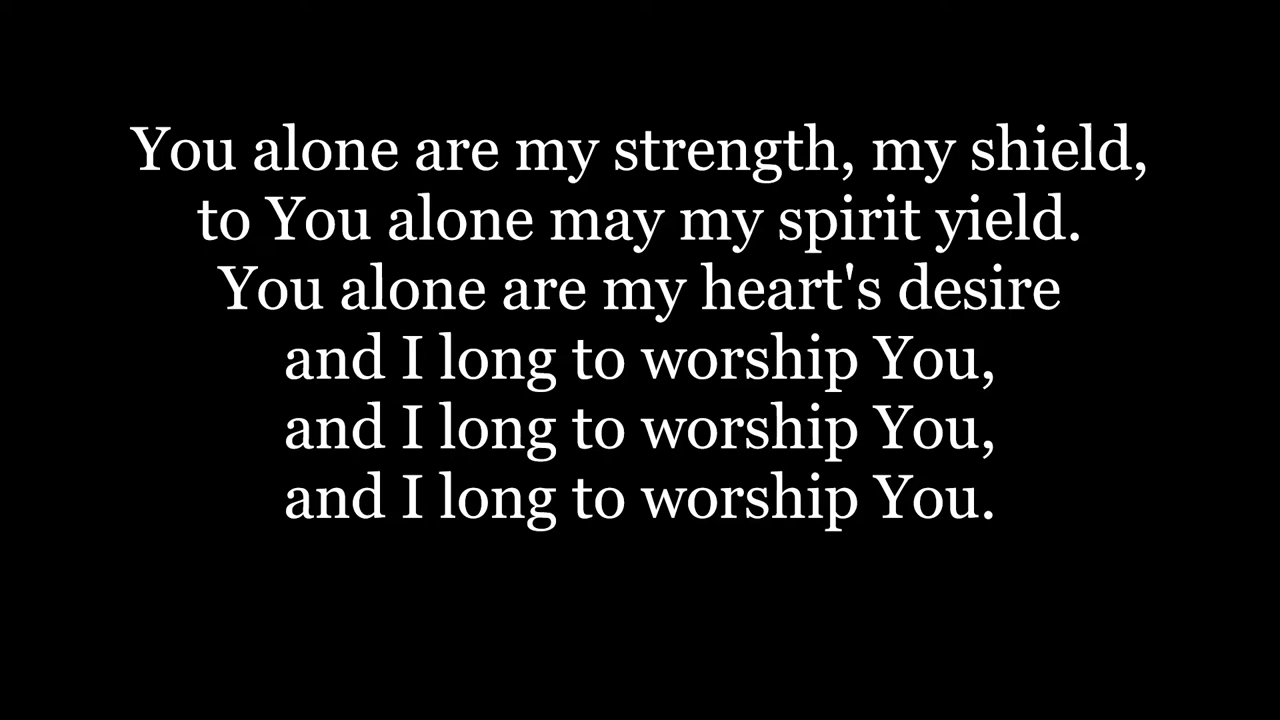 You alone are my strength, my shield,
to You alone may my spirit yield.
You alone are my heart's desire
and I long to worship You,
and I long to worship You,
and I long to worship You.